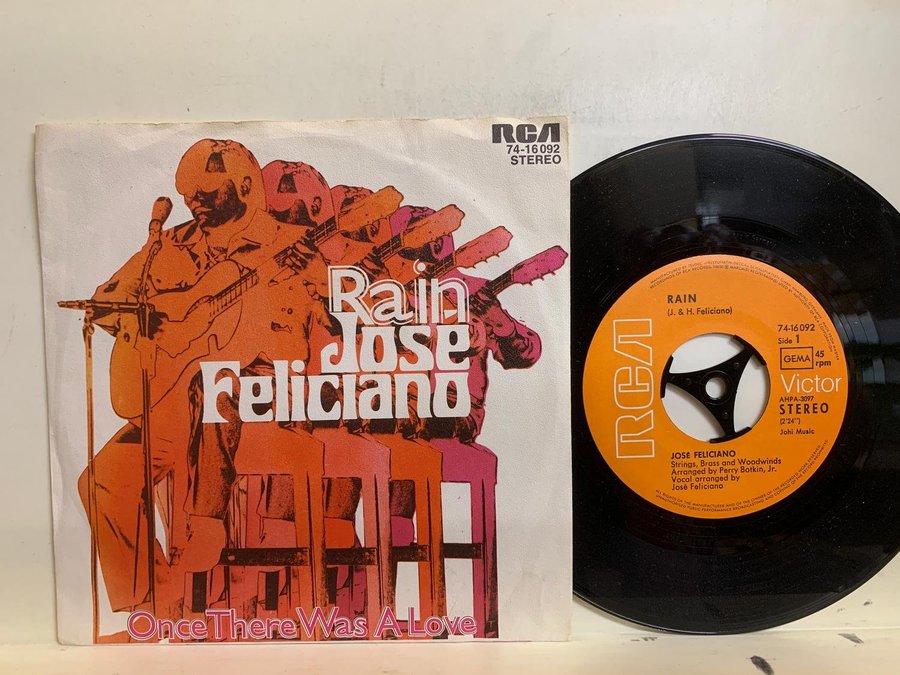 RCA
74-16 092
STEREO
Rain
José
Feliciano
Once There Was A Love
RAIN
(J. & H. Feliciano)
74-16 092
Side 1
GEMA
45
rpm
RCA
Victor
AHPA-3097
STEREO
(2'24")
Johi Music
JOSÉ FELICIANO
Strings, Brass and Woodwinds
Arranged by Perry Botkin, Jr.
Vocal arranged by
José Feliciano